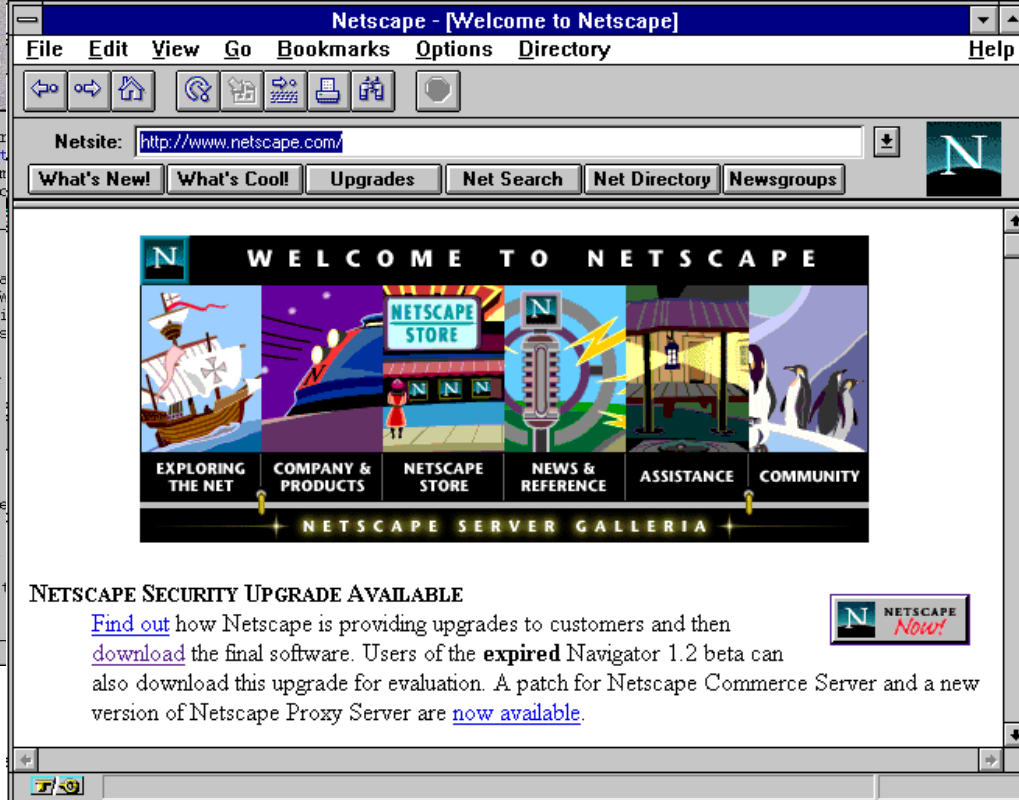 Netscape - [Welcome to Netscape]
File Edit View Go Bookmarks Options Directory Help
Netsite: http://www.netscape.com/
N
What's New! What's Cool! Upgrades Net Search Net Directory Newsgroups
N WELCOME TO NETSCAPE
NETSCAPE
STORE
N
N
N N N
EXPLORING
THE NET
COMPANY &
PRODUCTS
NETSCAPE
STORE
NEWS &
REFERENCE
ASSISTANCE
COMMUNITY
NETSCAPE SERVER GALLERIA
NETSCAPE SECURITY UPGRADE AVAILABLE
N NETSCAPE
Now!
Find out how Netscape is providing upgrades to customers and then
download the final software. Users of the expired Navigator 1.2 beta can
also download this upgrade for evaluation. A patch for Netscape Commerce Server and a new
version of Netscape Proxy Server are now available.